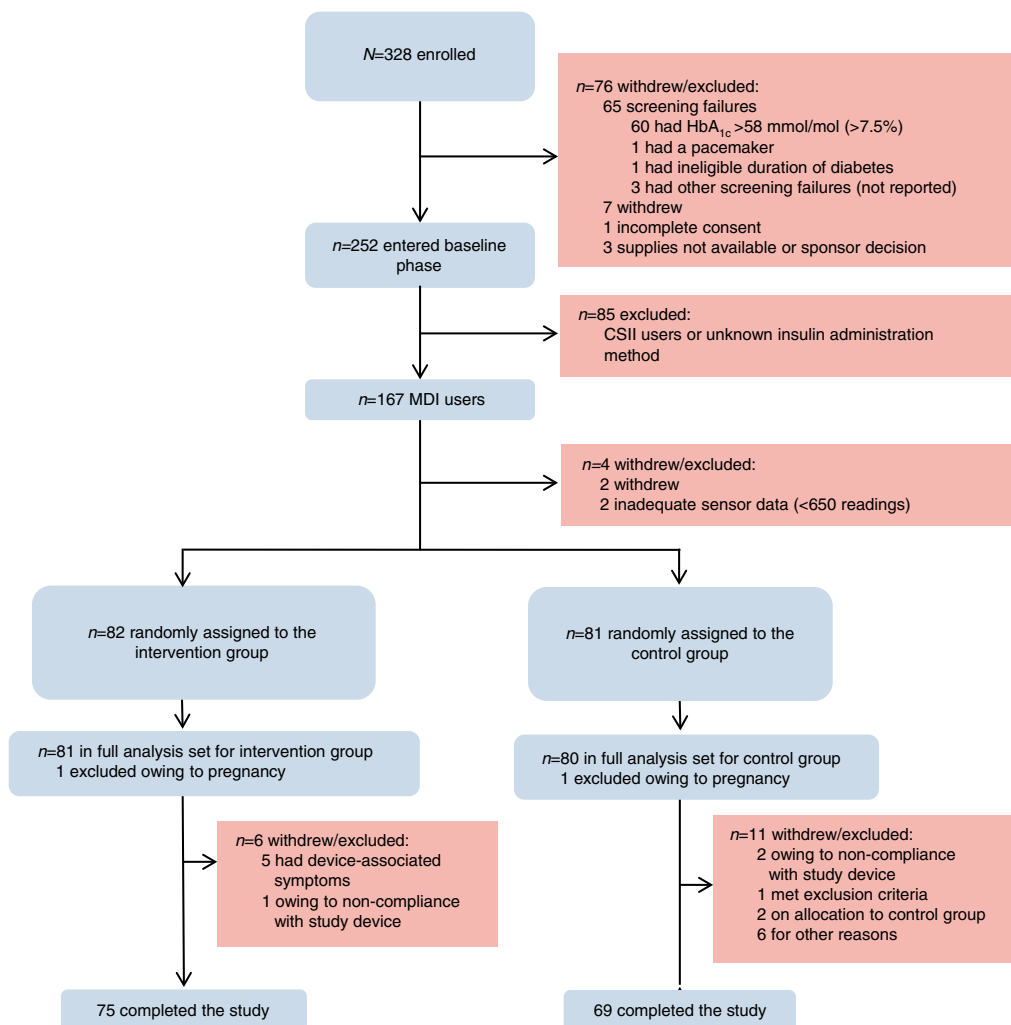 N=328 enrolled
n=76 withdrew/excluded:
65 screening failures
60 had HbA1c >58 mmol/mol (>7.5%)
1 had a pacemaker
1 had ineligible duration of diabetes
3 had other screening failures (not reported)
7 withdrew
1 incomplete consent
3 supplies not available or sponsor decision
n=252 entered baseline
phase
n=85 excluded:
CSII users or unknown insulin administration
method
n=167 MDI users
n=4 withdrew/excluded:
2 withdrew
2 inadequate sensor data (<650 readings)
n=82 randomly assigned to the
intervention group
n=81 randomly assigned to the
control group
n=81 in full analysis set for intervention group
1 excluded owing to pregnancy
n=80 in full analysis set for control group
1 excluded owing to pregnancy
n=6 withdrew/excluded:
5 had device-associated
symptoms
1 owing to non-compliance
with study device
n=11 withdrew/excluded:
2 owing to non-compliance
with study device
1 met exclusion criteria
2 on allocation to control group
6 for other reasons
75 completed the study
69 completed the study